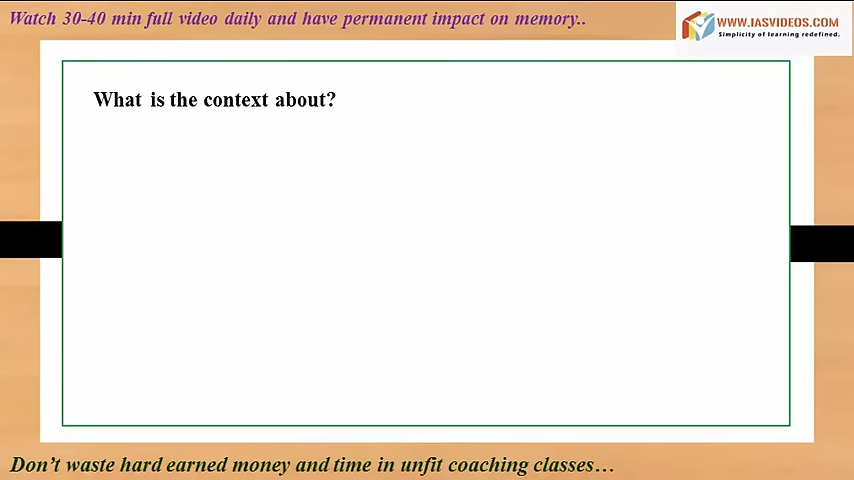 Watch 30-40 min full video daily and have permanent impact on memory..
WWW.IASVIDEOS.COM
Simplicity of learning redefined.
What is the context about?
Don't waste hard earned money and time in unfit coaching classes…